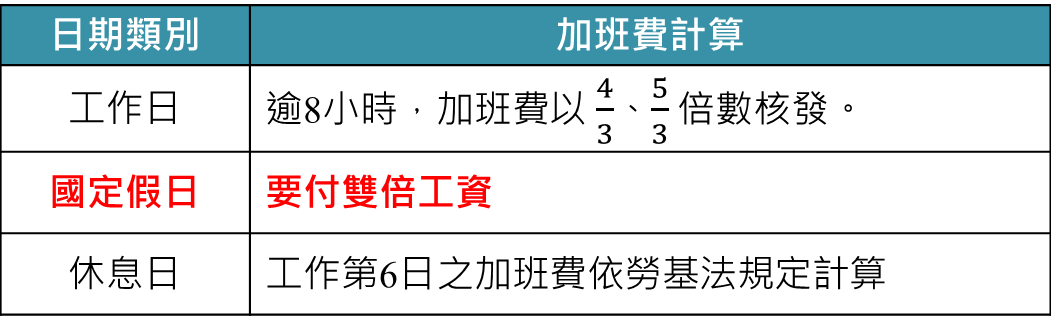 日期類別 加班費計算
工作日 逾8小時，加班費以 4/3、5/3 倍數核發。
國定假日 要付雙倍工資
休息日 工作第6日之加班費依勞基法規定計算